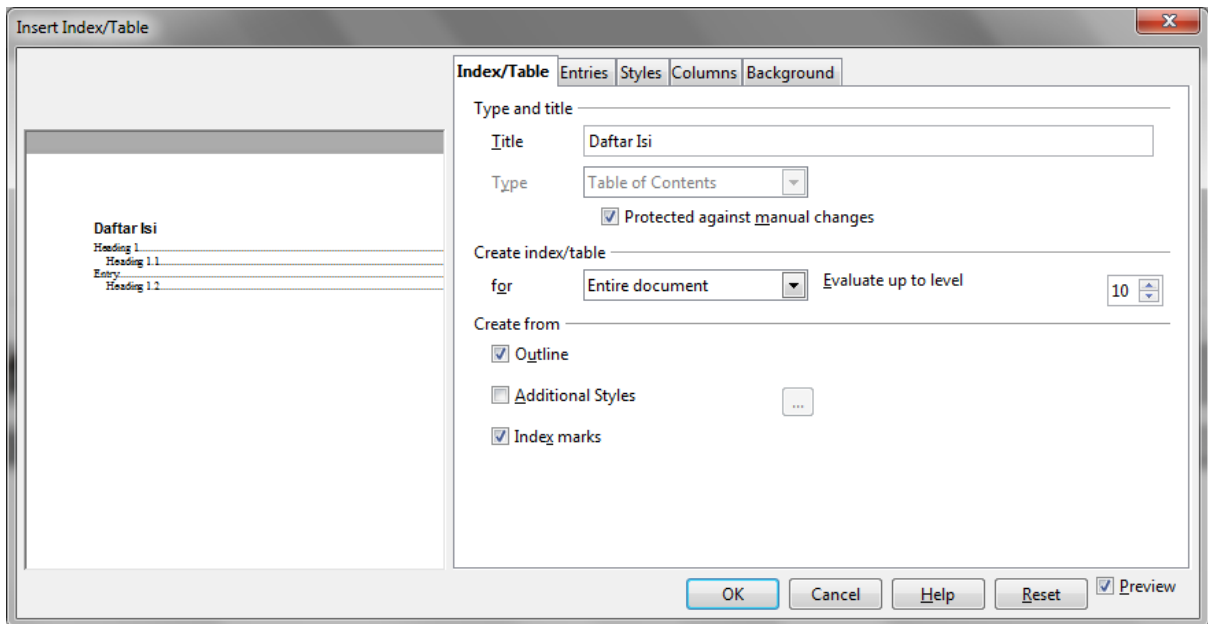 Insert Index/Table
Daftar Isi
Heading 1
Heading 1.1
Entry
Heading 1.2
Index/Table Entries Styles Columns Background
Type and title
Title Daftar Isi
Type Table of Contents
Protected against manual changes
Create index/table
for Entire document Evaluate up to level 10
Create from
Outline
Additional Styles ...
Index marks
OK Cancel Help Reset Preview